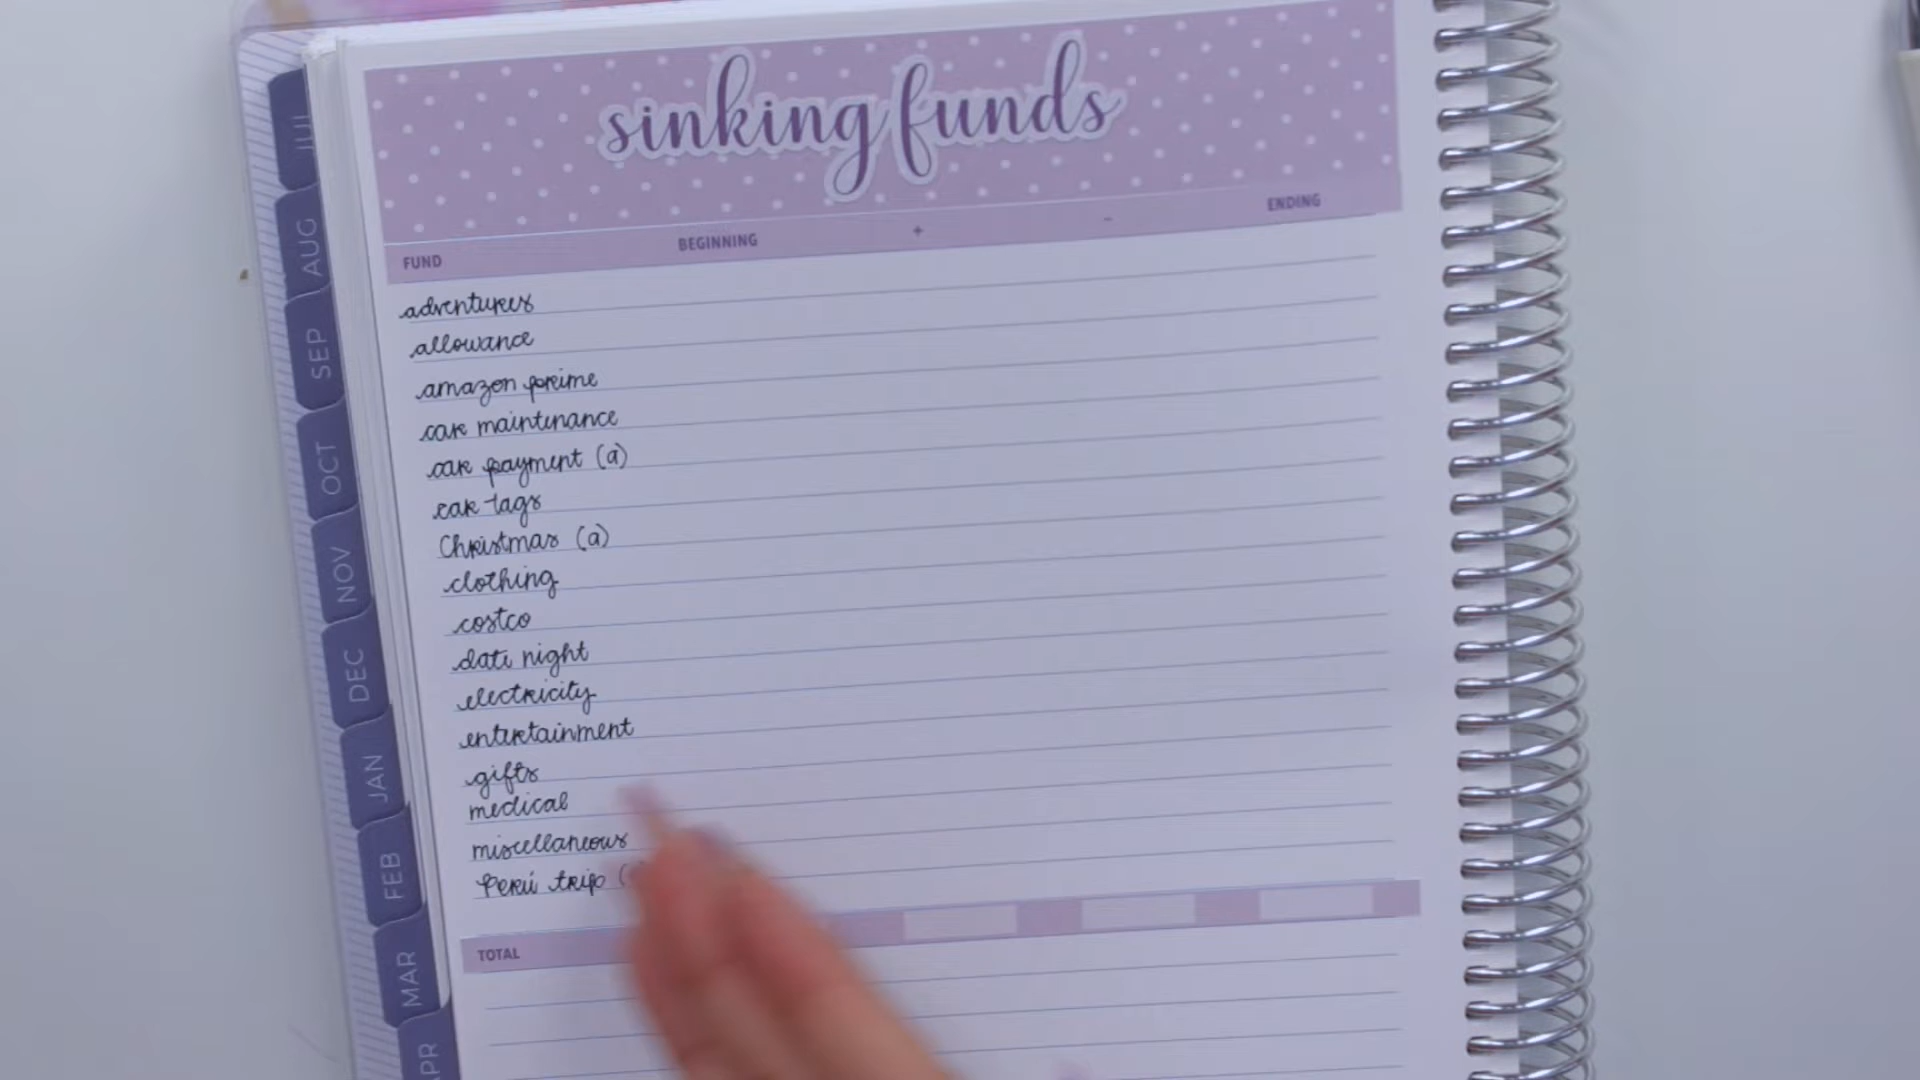 sinking funds
FUND BEGINNING + - ENDING
adventures
allowance
amazon prime
car maintenance
car payment (a)
car tags
Christmas (a)
clothing
costco
date night
electricity
entertainment
gifts
medical
miscellaneous
Perú trip (
TOTAL
JUL
AUG
SEP
OCT
NOV
DEC
JAN
FEB
MAR
APR